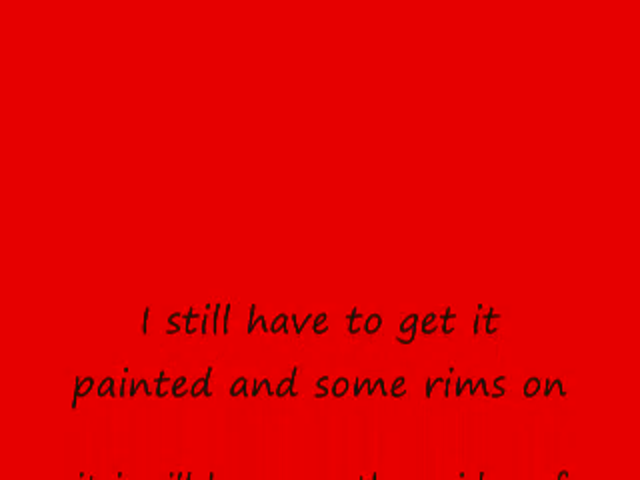 I still have to get it
painted and some rims on